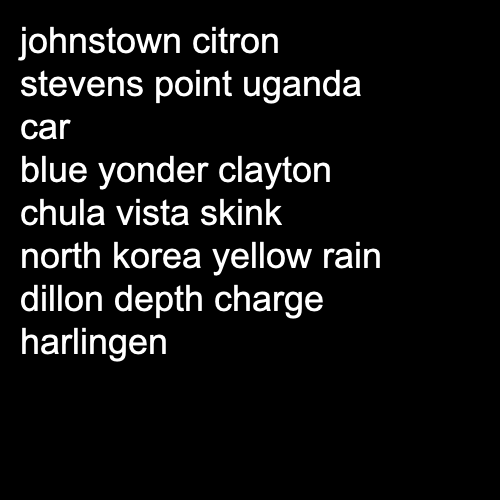 johnstown citron
stevens point uganda
car
blue yonder clayton
chula vista skink
north korea yellow rain
dillon depth charge
harlingen